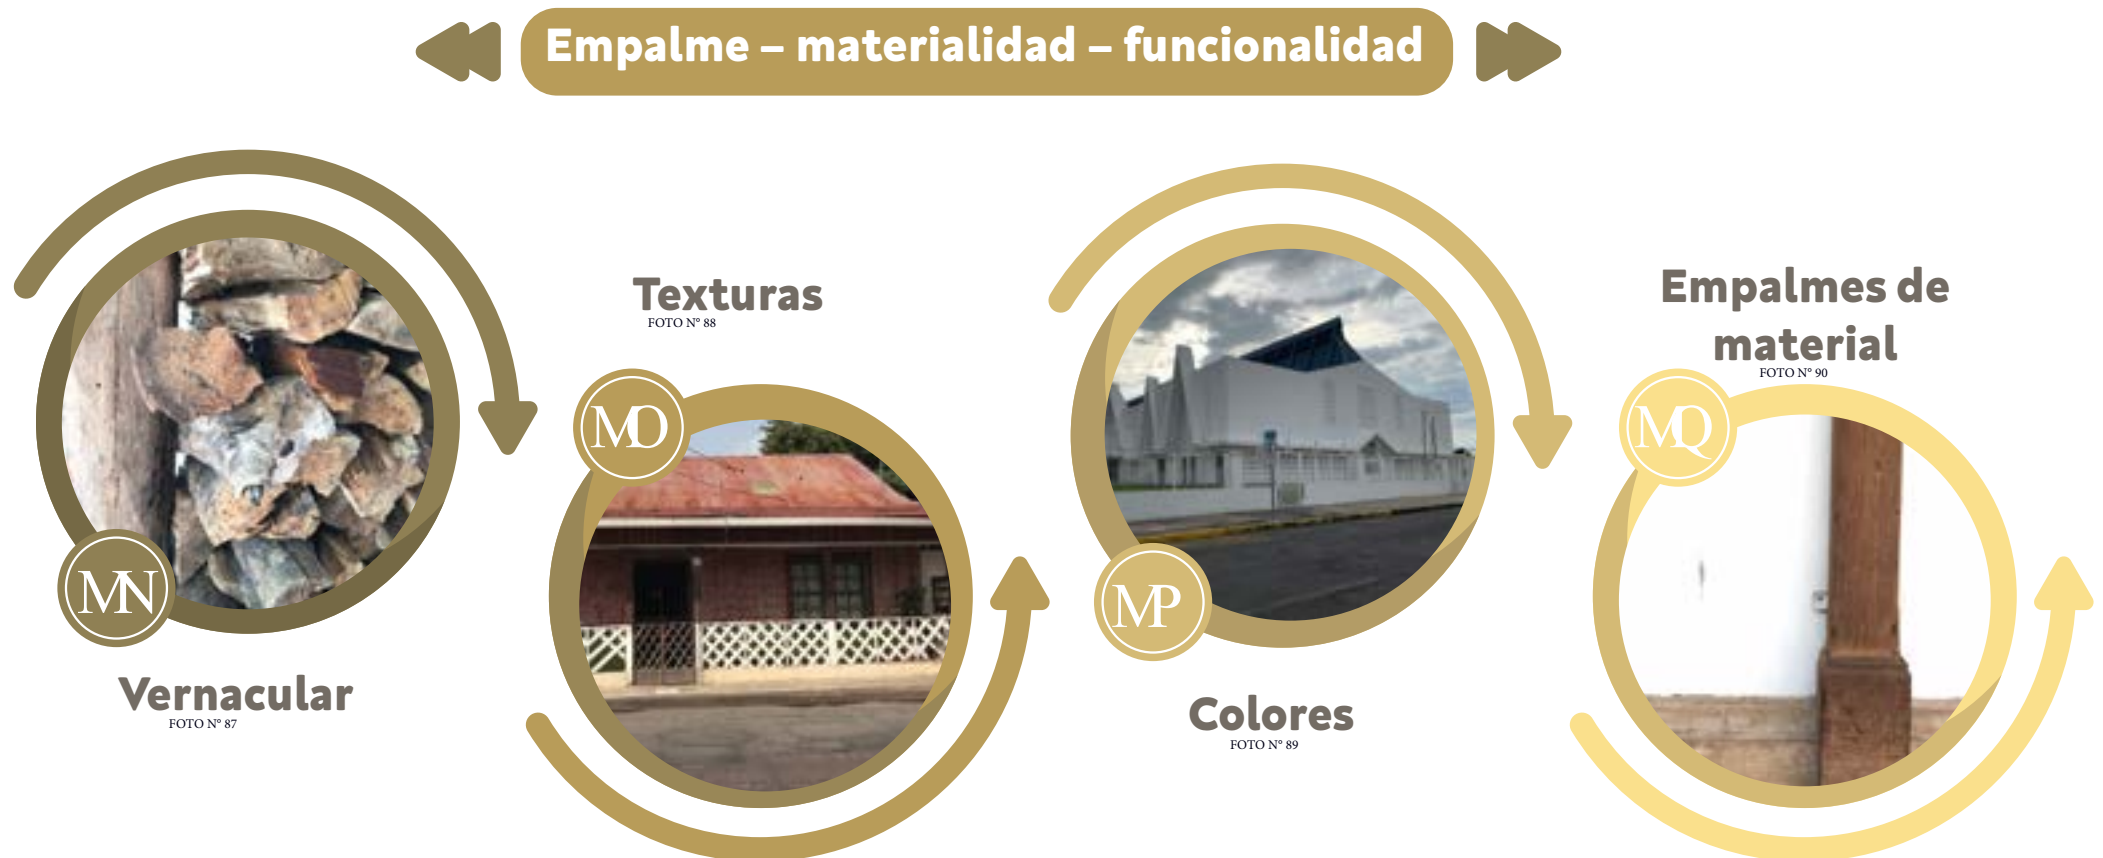 Empalme – materialidad – funcionalidad
MN
Vernacular
FOTO N° 87
Texturas
FOTO N° 88
MO
MP
Colores
FOTO N° 89
Empalmes de
material
FOTO N° 90
MQ